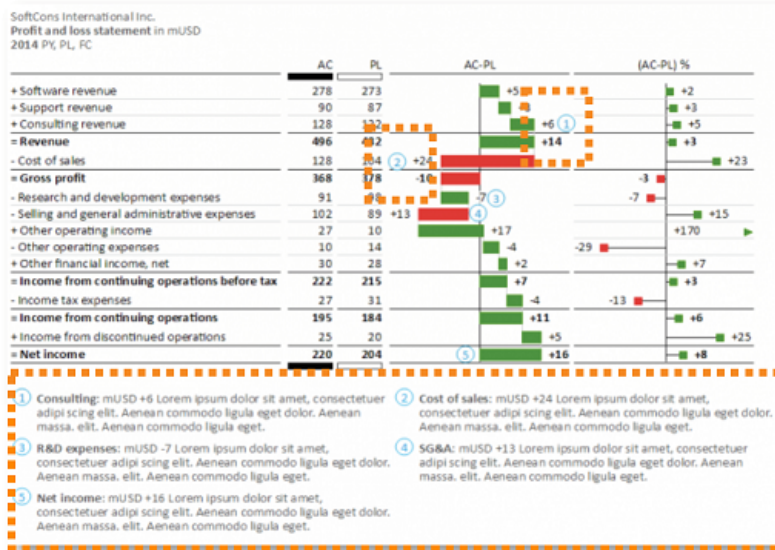 SoftCons International Inc.
Profit and loss statement in mUSD
2014 PY, PL, FC
AC PL AC-PL (AC-PL) %
+ Software revenue 278 273 +5 +2
+ Support revenue 90 87 +3
+ Consulting revenue 128 +6 1 +5
= Revenue 496 +14 +3
- Cost of sales 128 2 +24 +23
= Gross profit 368 378 -10 -3
- Research and development expenses 91 -7 3 -7
- Selling and general administrative expenses 102 89 +13 4 +15
+ Other operating income 27 10 +17 +170
- Other operating expenses 10 14 -4 -29
+ Other financial income, net 30 28 +2 +7
= Income from continuing operations before tax 222 215 +7 +3
- Income tax expenses 27 31 -4 -13
= Income from continuing operations 195 184 +11 +6
+ Income from discontinued operations 25 20 +5 +25
= Net income 220 204 5 +16 +8
1 Consulting: mUSD +6 Lorem ipsum dolor sit amet, consectetuer
adipi scing elit. Aenean commodo ligula eget dolor. Aenean
massa. elit. Aenean commodo ligula eget.
2 Cost of sales: mUSD +24 Lorem ipsum dolor sit amet,
consectetuer adipi scing elit. Aenean commodo ligula eget dolor.
Aenean massa. elit. Aenean commodo ligula eget.
3 R&D expenses: mUSD -7 Lorem ipsum dolor sit amet,
consectetuer adipi scing elit. Aenean commodo ligula eget dolor.
Aenean massa. elit. Aenean commodo ligula eget.
4 SG&A: mUSD +13 Lorem ipsum dolor sit amet, consectetuer
adipi scing elit. Aenean commodo ligula eget dolor. Aenean
massa. elit. Aenean commodo ligula eget.
5 Net income: mUSD +16 Lorem ipsum dolor sit amet,
consectetuer adipi scing elit. Aenean commodo ligula eget dolor.
Aenean massa. elit. Aenean commodo ligula eget.